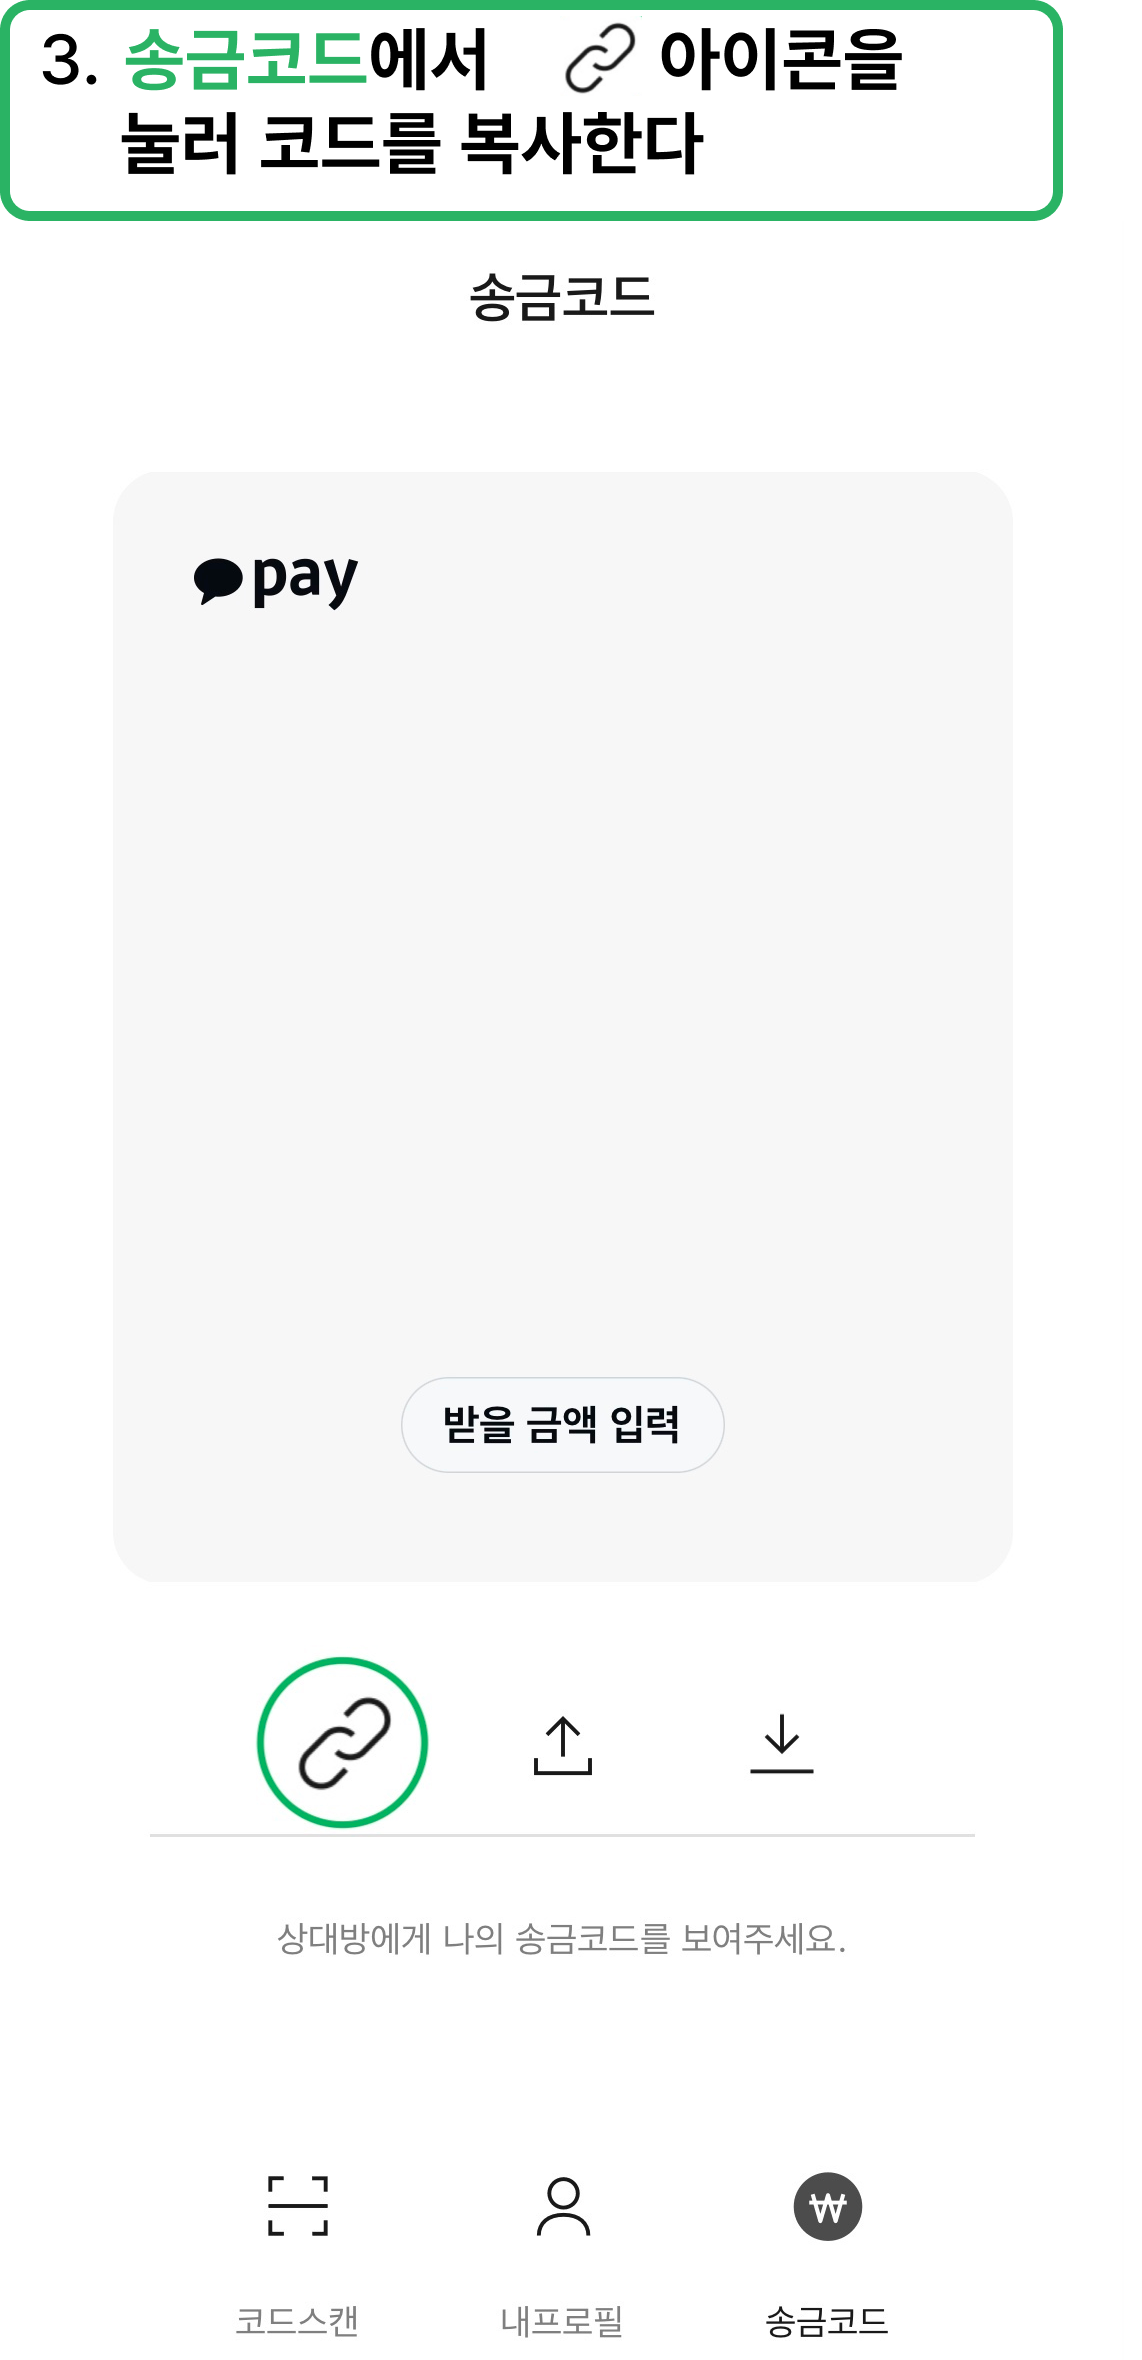 3. 송금코드에서 아이콘을
눌러 코드를 복사한다
송금코드
pay
받을 금액 입력
상대방에게 나의 송금코드를 보여주세요.
코드스캔 내프로필 송금코드